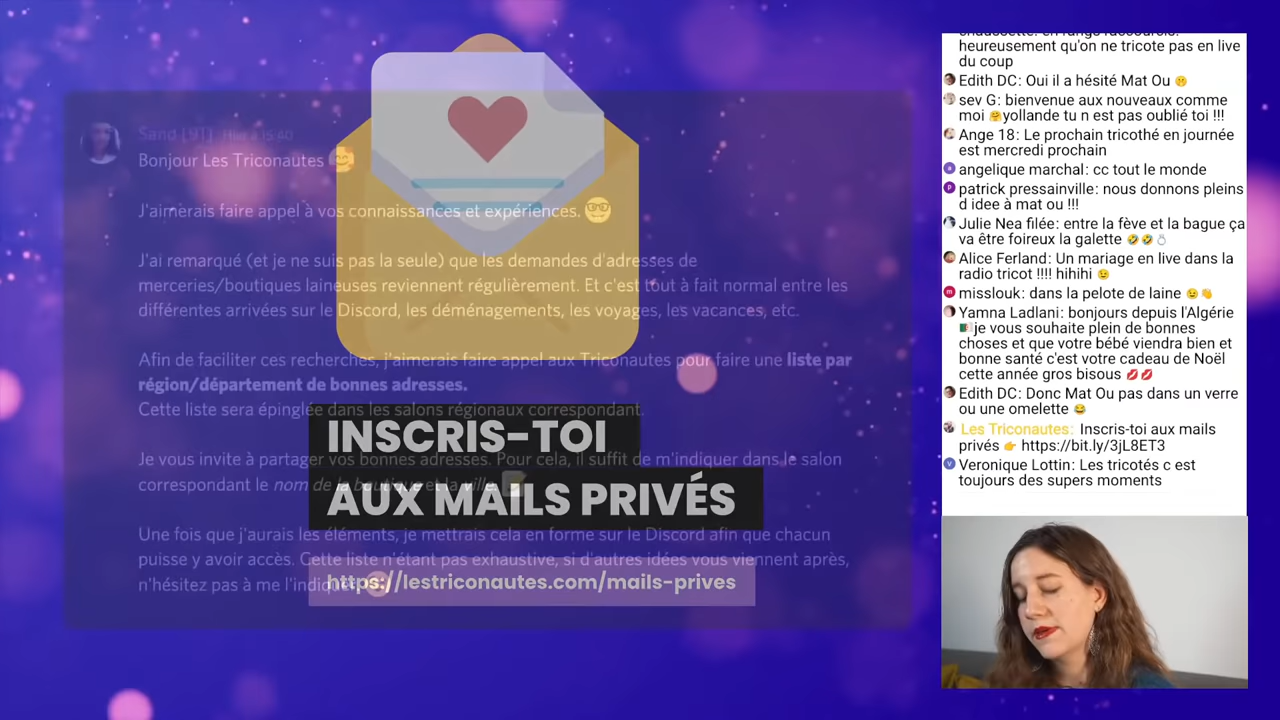 Sand [91] Hier à 15:40
Bonjour Les Triconautes
J'aimerais faire appel à vos connaissances et expériences.
J'ai remarqué (et je ne suis pas la seule) que les demandes d'adresses de
merceries/boutiques laineuses reviennent régulièrement. Et c'est tout à fait normal entre les
différentes arrivées sur le Discord, les déménagements, les voyages, les vacances, etc.
Afin de faciliter ces recherches, j'aimerais faire appel aux Triconautes pour faire une liste par
région/département de bonnes adresses.
Cette liste sera épinglée dans les salons régionaux correspondant.
Je vous invite à partager vos bonnes adresses. Pour cela, il suffit de m'indiquer dans le salon
correspondant le nom de la boutique et la ville.
Une fois que j'aurais les éléments, je mettrais cela en forme sur le Discord afin que chacun
puisse y avoir accès. Cette liste n'étant pas exhaustive, si d'autres idées vous viennent après,
n'hésitez pas à me l'indiquer
INSCRIS-TOI
AUX MAILS PRIVÉS
https://lestriconautes.com/mails-prives
heureusement qu'on ne tricote pas en live
du coup
Edith DC: Oui il a hésité Mat Ou 🤭
sev G: bienvenue aux nouveaux comme
moi 🤗yollande tu n est pas oublié toi !!!
Ange 18: Le prochain tricothé en journée
est mercredi prochain
angelique marchal: cc tout le monde
patrick pressainville: nous donnons pleins
d idee à mat ou !!!
Julie Nea filée: entre la fève et la bague ça
va être foireux la galette 🤣🤣💍
Alice Ferland: Un mariage en live dans la
radio tricot !!!! hihihi 😉
misslouk: dans la pelote de laine 😉👋
Yamna Ladlani: bonjours depuis l'Algérie
🇩🇿je vous souhaite plein de bonnes
choses et que votre bébé viendra bien et
bonne santé c'est votre cadeau de Noël
cette année gros bisous 💋💋
Edith DC: Donc Mat Ou pas dans un verre
ou une omelette 😂
Les Triconautes: Inscris-toi aux mails
privés 👉 https://bit.ly/3jL8ET3
Veronique Lottin: Les tricotés c est
toujours des supers moments